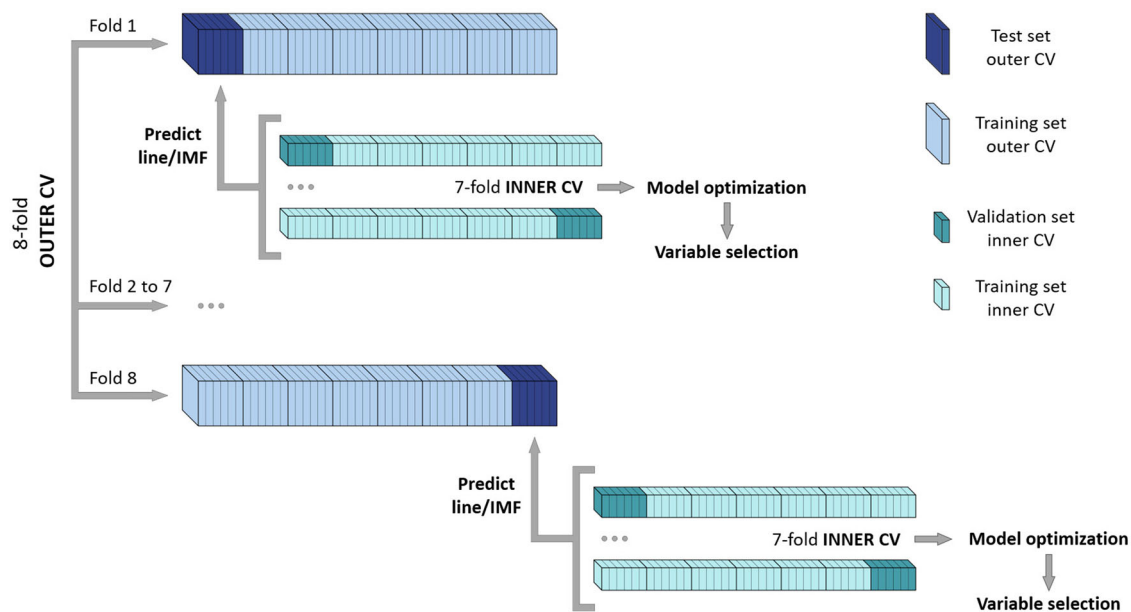 Fold 1
Test set
outer CV
Predict
line/IMF
Training set
outer CV
7-fold INNER CV
Model optimization
Variable selection
8-fold
OUTER CV
Validation set
inner CV
Fold 2 to 7
Training set
inner CV
Fold 8
Predict
line/IMF
7-fold INNER CV
Model optimization
Variable selection